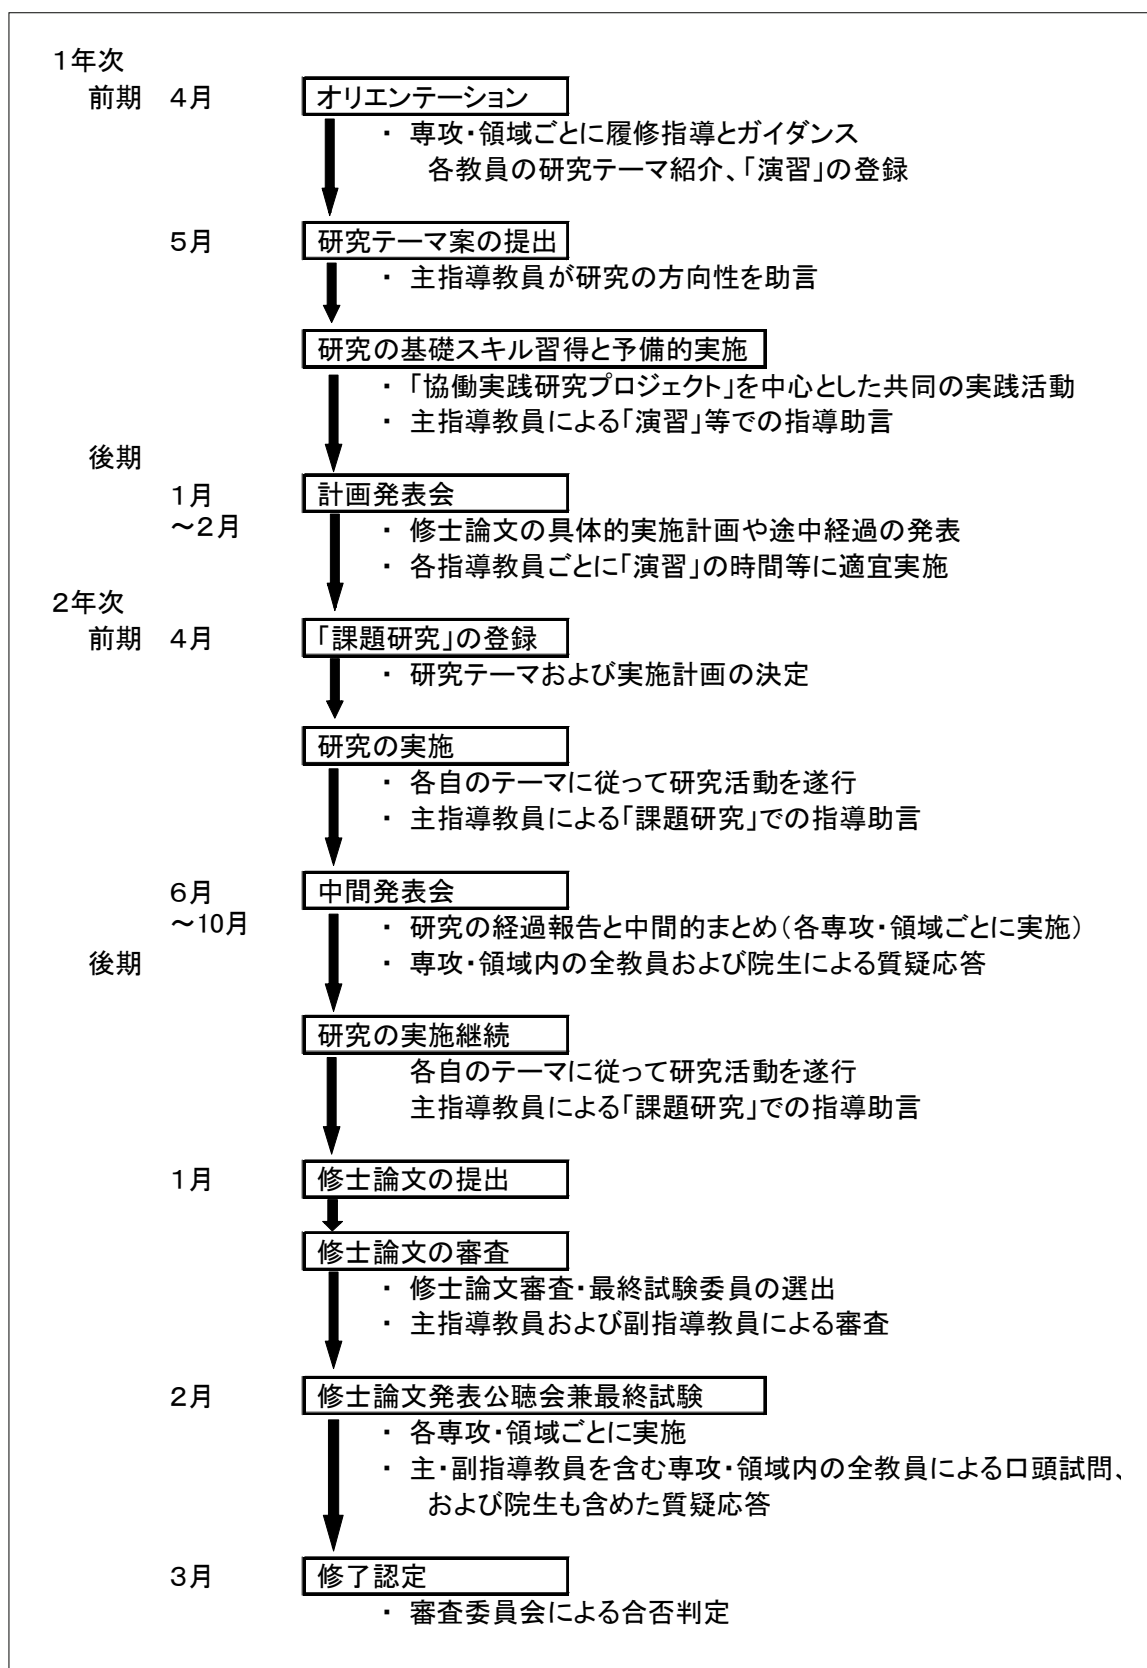 1年次
前期 4月 オリエンテーション
・ 専攻・領域ごとに履修指導とガイダンス
各教員の研究テーマ紹介、「演習」の登録
5月 研究テーマ案の提出
・ 主指導教員が研究の方向性を助言
研究の基礎スキル習得と予備的実施
・ 「協働実践研究プロジェクト」を中心とした共同の実践活動
・ 主指導教員による「演習」等での指導助言
後期
1月 計画発表会
～2月 ・ 修士論文の具体的実施計画や途中経過の発表
・ 各指導教員ごとに「演習」の時間等に適宜実施
2年次
前期 4月 「課題研究」の登録
・ 研究テーマおよび実施計画の決定
研究の実施
・ 各自のテーマに従って研究活動を遂行
・ 主指導教員による「課題研究」での指導助言
6月 中間発表会
～10月 ・ 研究の経過報告と中間的まとめ（各専攻・領域ごとに実施）
後期 ・ 専攻・領域内の全教員および院生による質疑応答
研究の実施継続
各自のテーマに従って研究活動を遂行
主指導教員による「課題研究」での指導助言
1月 修士論文の提出
修士論文の審査
・ 修士論文審査・最終試験委員の選出
・ 主指導教員および副指導教員による審査
2月 修士論文発表公聴会兼最終試験
・ 各専攻・領域ごとに実施
・ 主・副指導教員を含む専攻・領域内の全教員による口頭試問、
および院生も含めた質疑応答
3月 修了認定
・ 審査委員会による合否判定